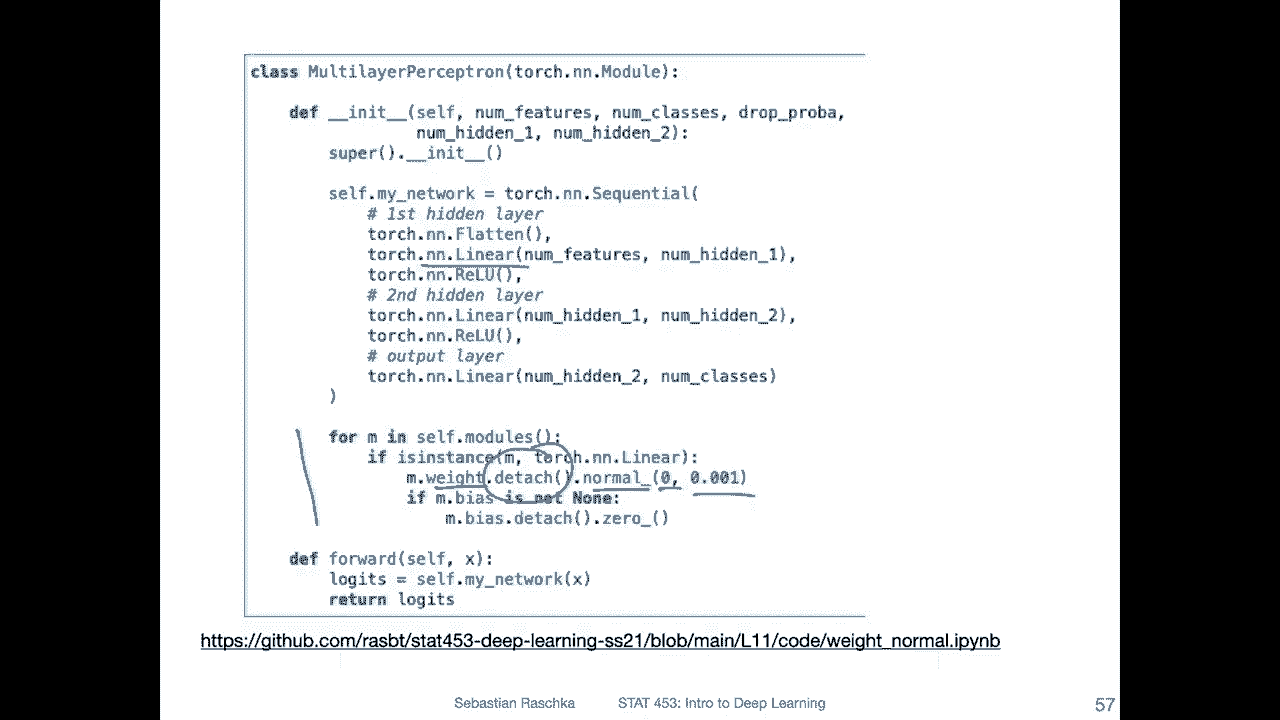 class MultilayerPerceptron(torch.nn.Module):
def __init__(self, num_features, num_classes, drop_proba,
num_hidden_1, num_hidden_2):
super().__init__()
self.my_network = torch.nn.Sequential(
# 1st hidden layer
torch.nn.Flatten(),
torch.nn.Linear(num_features, num_hidden_1),
torch.nn.ReLU(),
# 2nd hidden layer
torch.nn.Linear(num_hidden_1, num_hidden_2),
torch.nn.ReLU(),
# output layer
torch.nn.Linear(num_hidden_2, num_classes)
)
for m in self.modules():
if isinstance(m, torch.nn.Linear):
m.weight.detach().normal_(0, 0.001)
if m.bias is not None:
m.bias.detach().zero_()
def forward(self, x):
logits = self.my_network(x)
return logits
https://github.com/rasbt/stat453-deep-learning-ss21/blob/main/L11/code/weight_normal.ipynb
Sebastian Raschka STAT 453: Intro to Deep Learning 57